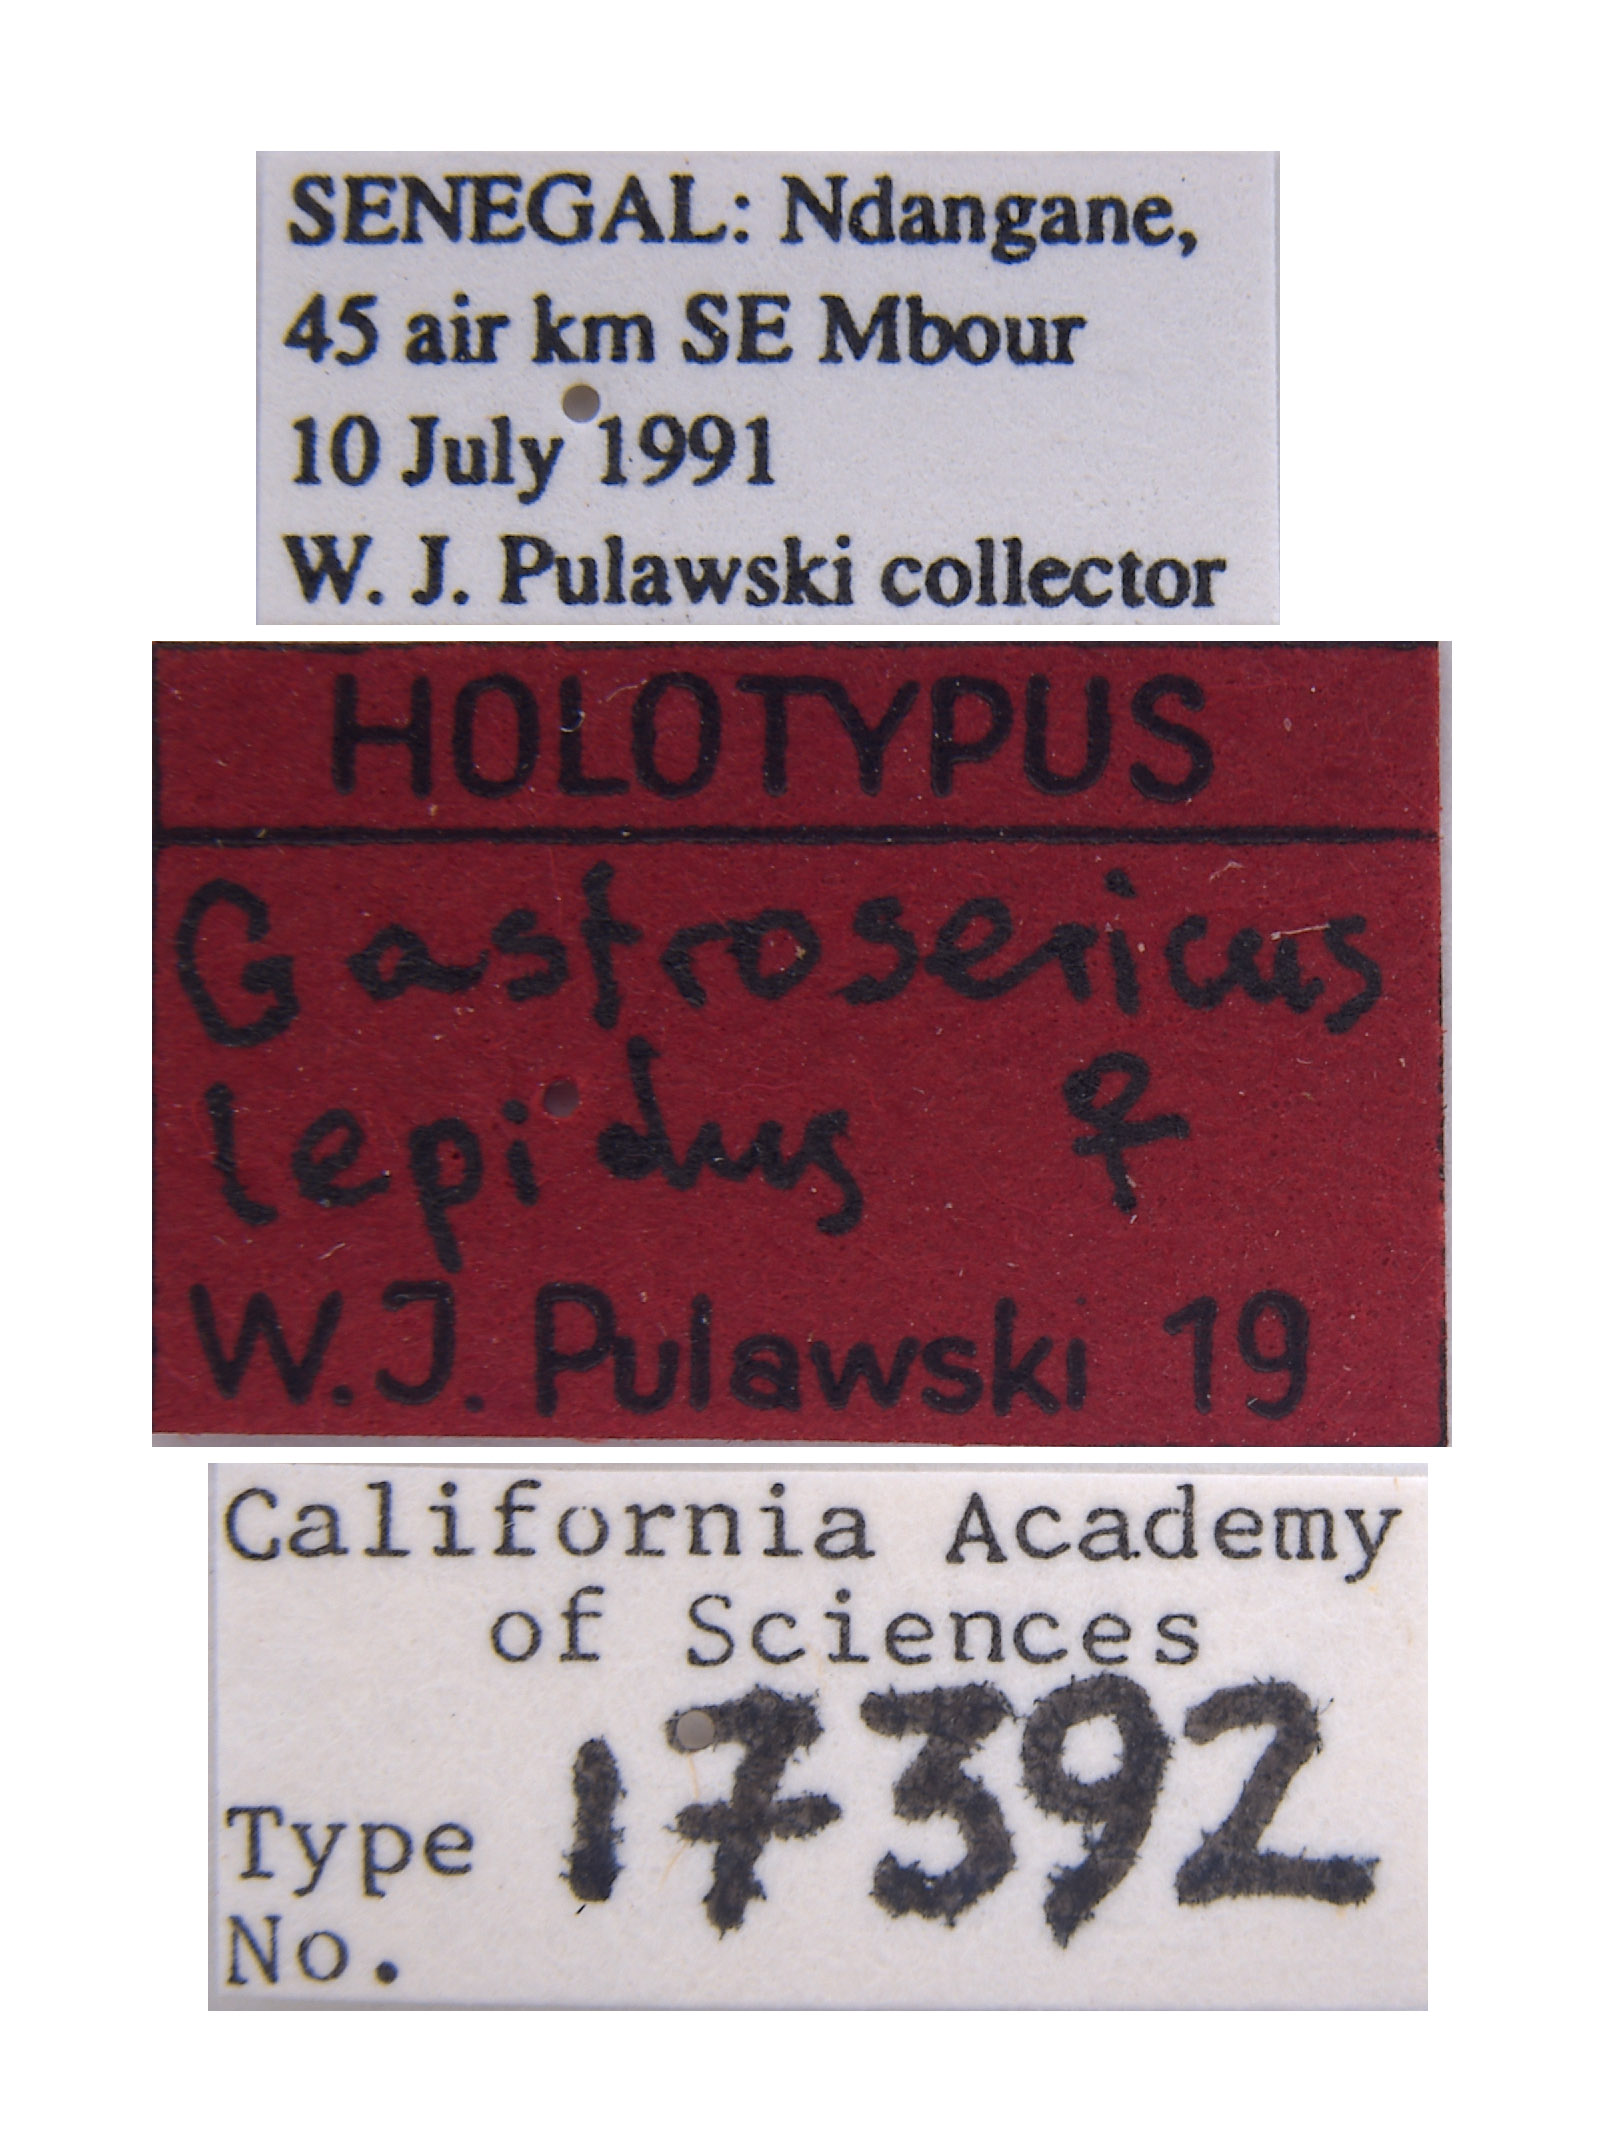 SENEGAL: Ndangane,
45 air km SE Mbour
10 July 1991
W. J. Pulawski collector
HOLOTYPUS
Gastrosericus
lepidus ♀
W.J. Pulawski 19
California Academy
of Sciences
Type 17392
No.